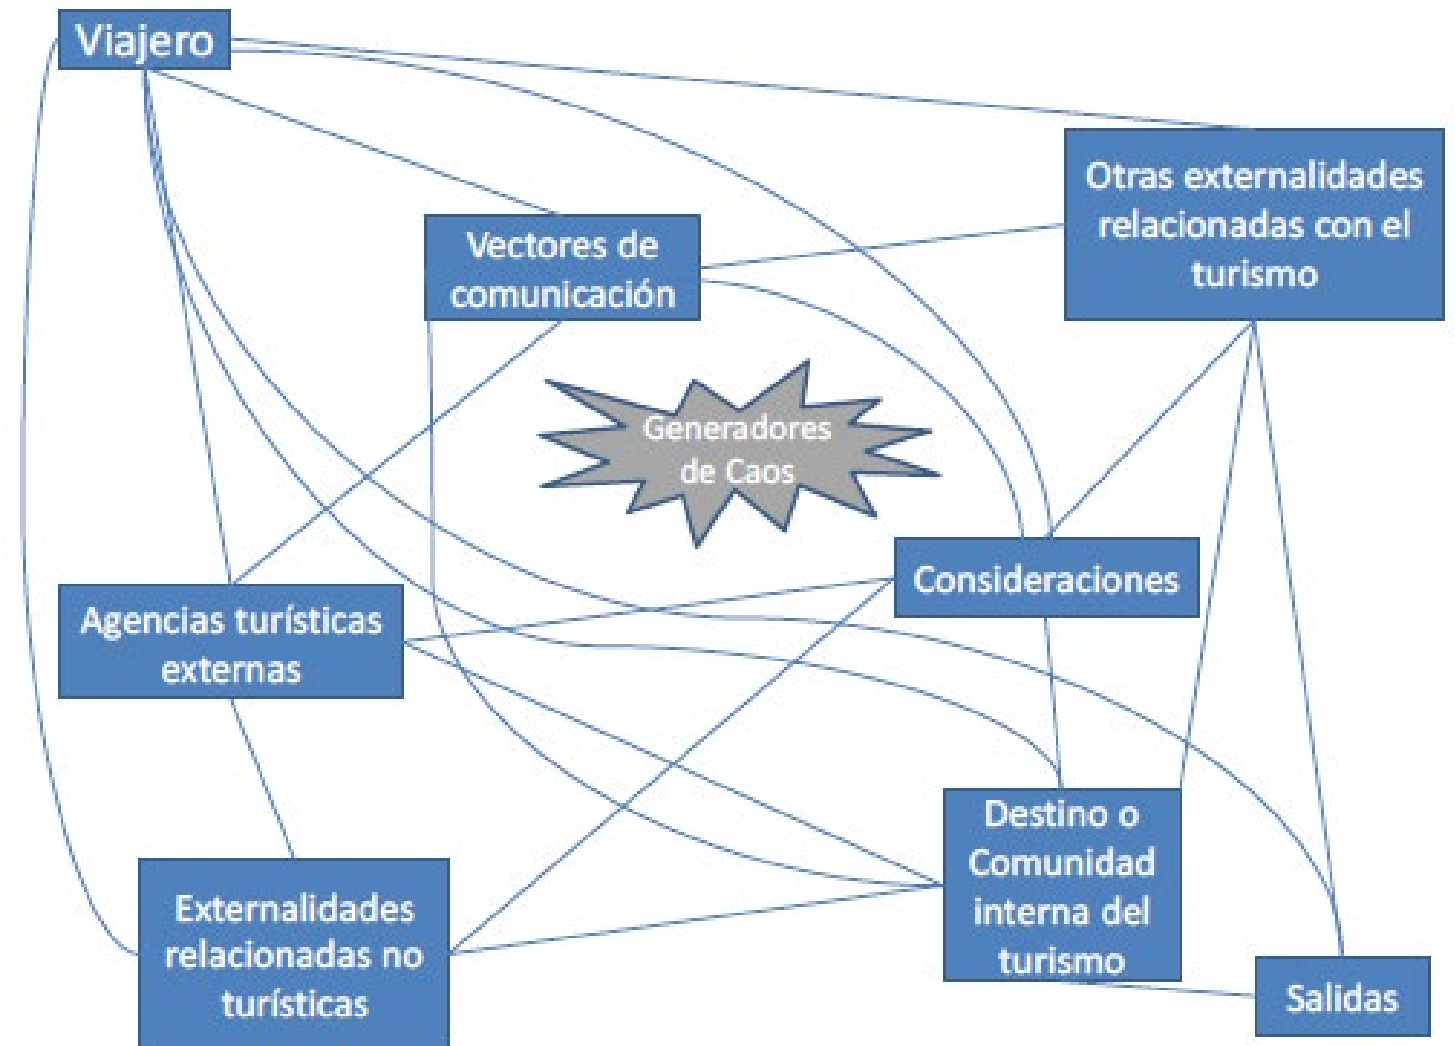 Viajero
Otras externalidades
relacionadas con el
turismo
Vectores de
comunicación
Generadores
de Caos
Consideraciones
Agencias turísticas
externas
Destino o
Comunidad
interna del
turismo
Externalidades
relacionadas no
turísticas
Salidas